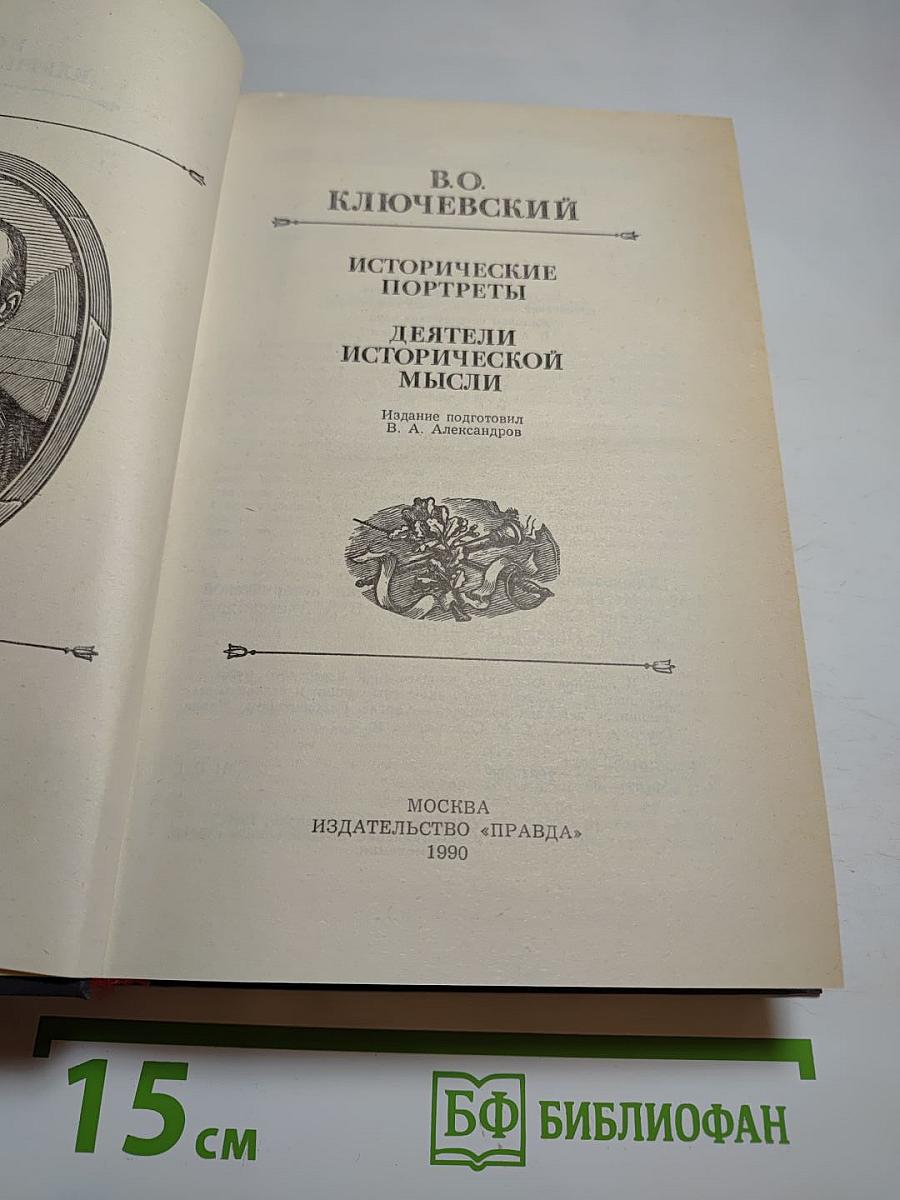 В.О.
КЛЮЧЕВСКИЙ
ИСТОРИЧЕСКИЕ
ПОРТРЕТЫ
ДЕЯТЕЛИ
ИСТОРИЧЕСКОЙ
МЫСЛИ
Издание подготовил
В. А. Александров
МОСКВА
ИЗДАТЕЛЬСТВО «ПРАВДА»
1990
15 см
БФ БИБЛИОФАН